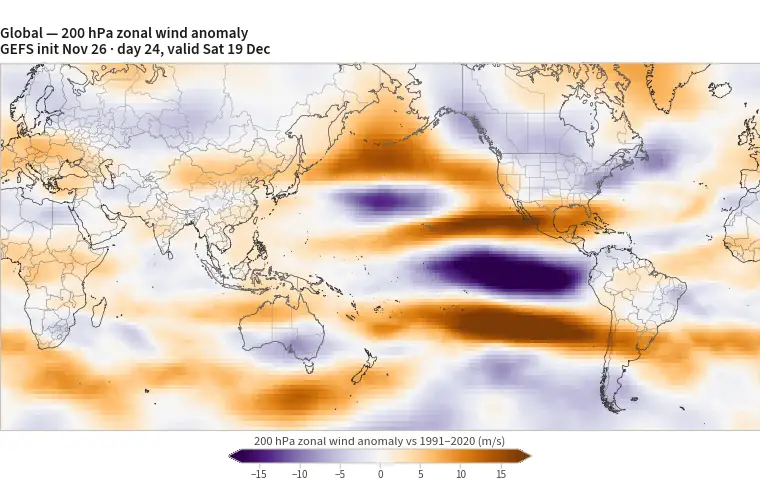 Global — 200 hPa zonal wind anomaly
GEFS init Nov 26 · day 24, valid Sat 19 Dec
200 hPa zonal wind anomaly vs 1991–2020 (m/s)
−15 −10 −5 0 5 10 15